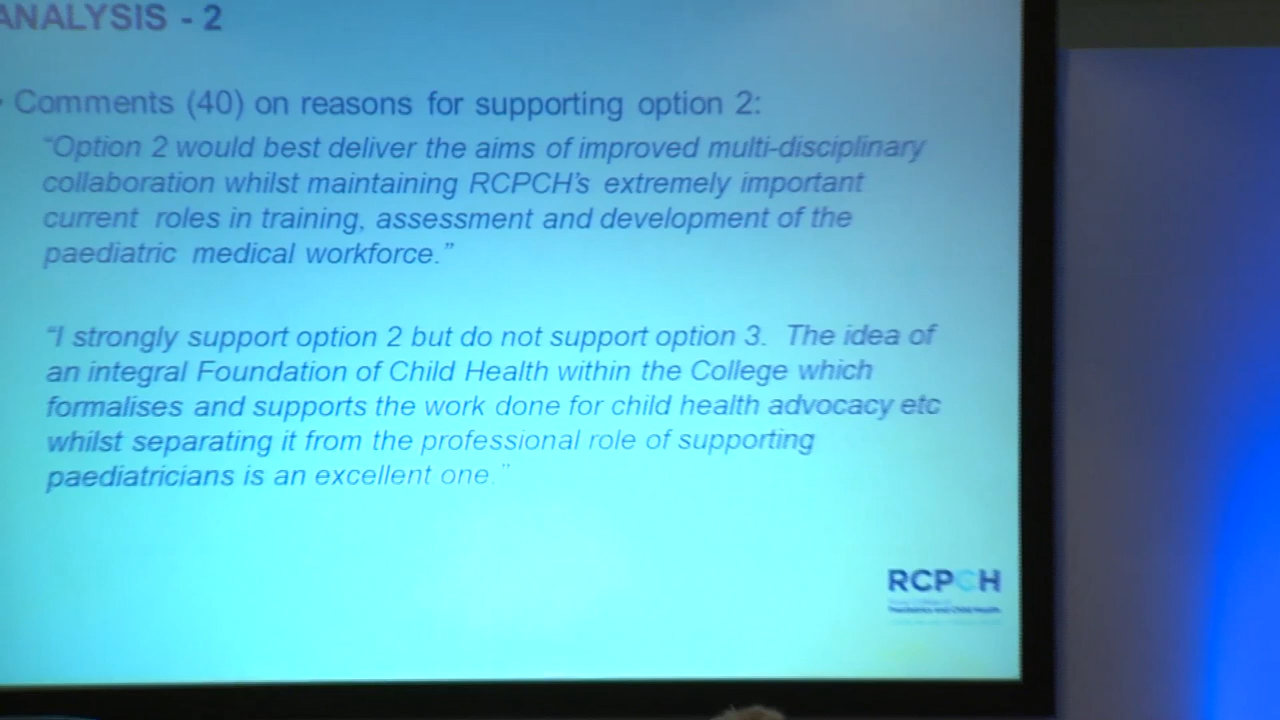 ANALYSIS - 2
Comments (40) on reasons for supporting option 2:
“Option 2 would best deliver the aims of improved multi-disciplinary
collaboration whilst maintaining RCPCH’s extremely important
current roles in training, assessment and development of the
paediatric medical workforce.”
“I strongly support option 2 but do not support option 3. The idea of
an integral Foundation of Child Health within the College which
formalises and supports the work done for child health advocacy etc
whilst separating it from the professional role of supporting
paediatricians is an excellent one.”
RCPCH
Paediatrics and Child Health